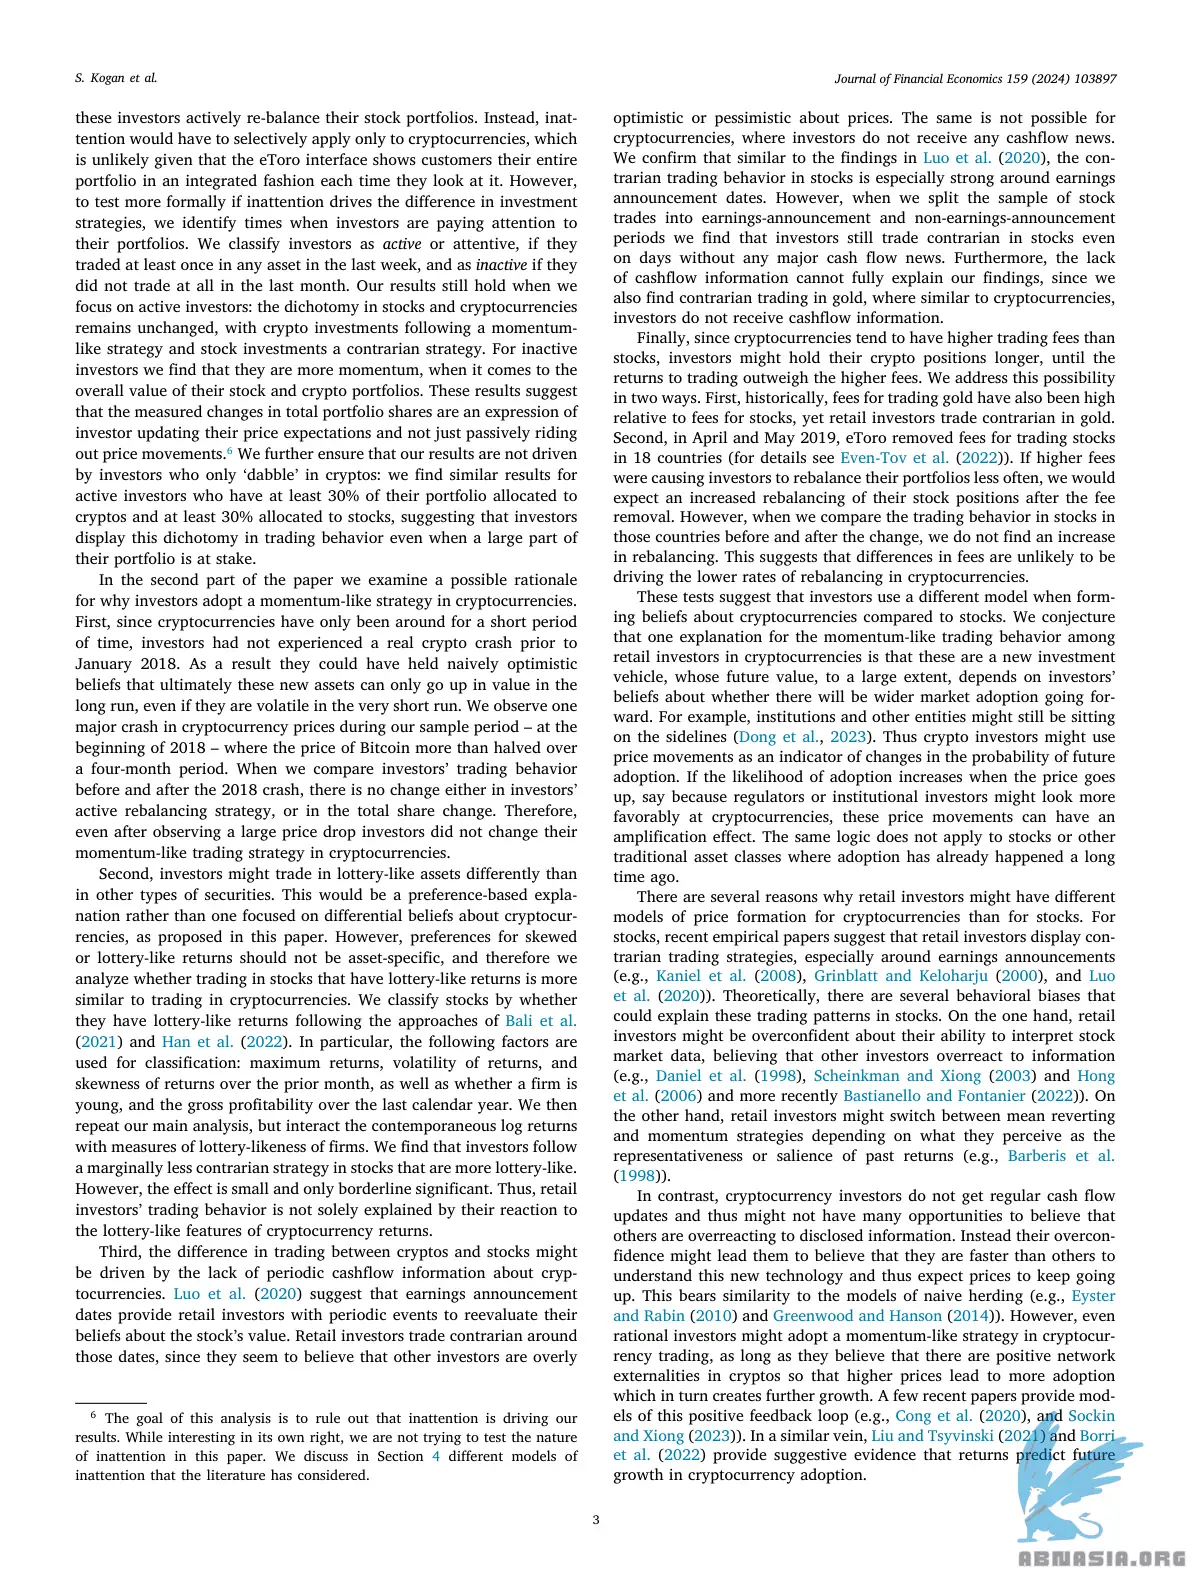 S. Kogan et al.
Journal of Financial Economics 159 (2024) 103897
these investors actively re-balance their stock portfolios. Instead, inat-
tention would have to selectively apply only to cryptocurrencies, which
is unlikely given that the eToro interface shows customers their entire
portfolio in an integrated fashion each time they look at it. However,
to test more formally if inattention drives the difference in investment
strategies, we identify times when investors are paying attention to
their portfolios. We classify investors as active or attentive, if they
traded at least once in any asset in the last week, and as inactive if they
did not trade at all in the last month. Our results still hold when we
focus on active investors: the dichotomy in stocks and cryptocurrencies
remains unchanged, with crypto investments following a momentum-
like strategy and stock investments a contrarian strategy. For inactive
investors we find that they are more momentum, when it comes to the
overall value of their stock and crypto portfolios. These results suggest
that the measured changes in total portfolio shares are an expression of
investor updating their price expectations and not just passively riding
out price movements.6 We further ensure that our results are not driven
by investors who only ‘dabble’ in cryptos: we find similar results for
active investors who have at least 30% of their portfolio allocated to
cryptos and at least 30% allocated to stocks, suggesting that investors
display this dichotomy in trading behavior even when a large part of
their portfolio is at stake.
In the second part of the paper we examine a possible rationale
for why investors adopt a momentum-like strategy in cryptocurrencies.
First, since cryptocurrencies have only been around for a short period
of time, investors had not experienced a real crypto crash prior to
January 2018. As a result they could have held naively optimistic
beliefs that ultimately these new assets can only go up in value in the
long run, even if they are volatile in the very short run. We observe one
major crash in cryptocurrency prices during our sample period – at the
beginning of 2018 – where the price of Bitcoin more than halved over
a four-month period. When we compare investors’ trading behavior
before and after the 2018 crash, there is no change either in investors’
active rebalancing strategy, or in the total share change. Therefore,
even after observing a large price drop investors did not change their
momentum-like trading strategy in cryptocurrencies.
Second, investors might trade in lottery-like assets differently than
in other types of securities. This would be a preference-based expla-
nation rather than one focused on differential beliefs about cryptocur-
rencies, as proposed in this paper. However, preferences for skewed
or lottery-like returns should not be asset-specific, and therefore we
analyze whether trading in stocks that have lottery-like returns is more
similar to trading in cryptocurrencies. We classify stocks by whether
they have lottery-like returns following the approaches of Bali et al.
(2021) and Han et al. (2022). In particular, the following factors are
used for classification: maximum returns, volatility of returns, and
skewness of returns over the prior month, as well as whether a firm is
young, and the gross profitability over the last calendar year. We then
repeat our main analysis, but interact the contemporaneous log returns
with measures of lottery-likeness of firms. We find that investors follow
a marginally less contrarian strategy in stocks that are more lottery-like.
However, the effect is small and only borderline significant. Thus, retail
investors’ trading behavior is not solely explained by their reaction to
the lottery-like features of cryptocurrency returns.
Third, the difference in trading between cryptos and stocks might
be driven by the lack of periodic cashflow information about cryp-
tocurrencies. Luo et al. (2020) suggest that earnings announcement
dates provide retail investors with periodic events to reevaluate their
beliefs about the stock’s value. Retail investors trade contrarian around
those dates, since they seem to believe that other investors are overly
6 The goal of this analysis is to rule out that inattention is driving our
results. While interesting in its own right, we are not trying to test the nature
of inattention in this paper. We discuss in Section 4 different models of
inattention that the literature has considered.
optimistic or pessimistic about prices. The same is not possible for
cryptocurrencies, where investors do not receive any cashflow news.
We confirm that similar to the findings in Luo et al. (2020), the con-
trarian trading behavior in stocks is especially strong around earnings
announcement dates. However, when we split the sample of stock
trades into earnings-announcement and non-earnings-announcement
periods we find that investors still trade contrarian in stocks even
on days without any major cash flow news. Furthermore, the lack
of cashflow information cannot fully explain our findings, since we
also find contrarian trading in gold, where similar to cryptocurrencies,
investors do not receive cashflow information.
Finally, since cryptocurrencies tend to have higher trading fees than
stocks, investors might hold their crypto positions longer, until the
returns to trading outweigh the higher fees. We address this possibility
in two ways. First, historically, fees for trading gold have also been high
relative to fees for stocks, yet retail investors trade contrarian in gold.
Second, in April and May 2019, eToro removed fees for trading stocks
in 18 countries (for details see Even-Tov et al. (2022)). If higher fees
were causing investors to rebalance their portfolios less often, we would
expect an increased rebalancing of their stock positions after the fee
removal. However, when we compare the trading behavior in stocks in
those countries before and after the change, we do not find an increase
in rebalancing. This suggests that differences in fees are unlikely to be
driving the lower rates of rebalancing in cryptocurrencies.
These tests suggest that investors use a different model when form-
ing beliefs about cryptocurrencies compared to stocks. We conjecture
that one explanation for the momentum-like trading behavior among
retail investors in cryptocurrencies is that these are a new investment
vehicle, whose future value, to a large extent, depends on investors’
beliefs about whether there will be wider market adoption going for-
ward. For example, institutions and other entities might still be sitting
on the sidelines (Dong et al., 2023). Thus crypto investors might use
price movements as an indicator of changes in the probability of future
adoption. If the likelihood of adoption increases when the price goes
up, say because regulators or institutional investors might look more
favorably at cryptocurrencies, these price movements can have an
amplification effect. The same logic does not apply to stocks or other
traditional asset classes where adoption has already happened a long
time ago.
There are several reasons why retail investors might have different
models of price formation for cryptocurrencies than for stocks. For
stocks, recent empirical papers suggest that retail investors display con-
trarian trading strategies, especially around earnings announcements
(e.g., Kaniel et al. (2008), Grinblatt and Keloharju (2000), and Luo
et al. (2020)). Theoretically, there are several behavioral biases that
could explain these trading patterns in stocks. On the one hand, retail
investors might be overconfident about their ability to interpret stock
market data, believing that other investors overreact to information
(e.g., Daniel et al. (1998), Scheinkman and Xiong (2003) and Hong
et al. (2006) and more recently Bastianello and Fontanier (2022)). On
the other hand, retail investors might switch between mean reverting
and momentum strategies depending on what they perceive as the
representativeness or salience of past returns (e.g., Barberis et al.
(1998)).
In contrast, cryptocurrency investors do not get regular cash flow
updates and thus might not have many opportunities to believe that
others are overreacting to disclosed information. Instead their overcon-
fidence might lead them to believe that they are faster than others to
understand this new technology and thus expect prices to keep going
up. This bears similarity to the models of naive herding (e.g., Eyster
and Rabin (2010) and Greenwood and Hanson (2014)). However, even
rational investors might adopt a momentum-like strategy in cryptocur-
rency trading, as long as they believe that there are positive network
externalities in cryptos so that higher prices lead to more adoption
which in turn creates further growth. A few recent papers provide mod-
els of this positive feedback loop (e.g., Cong et al. (2020), and Sockin
and Xiong (2023)). In a similar vein, Liu and Tsyvinski (2021) and Borri
et al. (2022) provide suggestive evidence that returns predict future
growth in cryptocurrency adoption.
3
ABNASIA.ORG